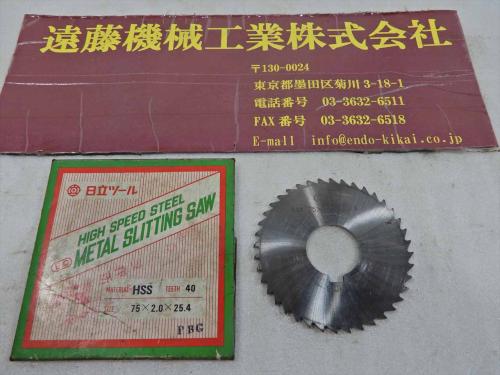 遠藤機械工業株式会社
〒130-0024
東京都墨田区菊川 3-18-1
電話番号 03-3632-6511
FAX 番号 03-3632-6518
E-mail info@endo-kikai.co.jp
日立ツール
HIGH SPEED STEEL
METAL SLITTING SAW
MATERIAL HSS TEETH 40
75×2.0×25.4
PBG